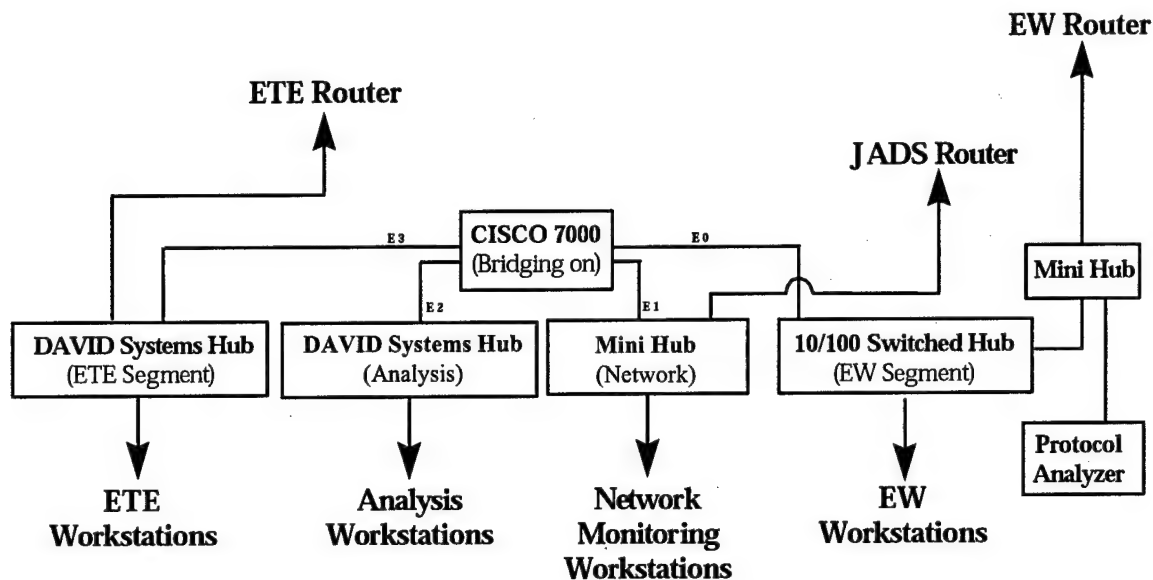 EW Router
ETE Router
JADS Router
E3
CISCO 7000
(Bridging on)
E0
Mini Hub
E2
E1
DAVID Systems Hub
(ETE Segment)
DAVID Systems Hub
(Analysis)
Mini Hub
(Network)
10/100 Switched Hub
(EW Segment)
Protocol
Analyzer
ETE
Workstations
Analysis
Workstations
Network
Monitoring
Workstations
EW
Workstations